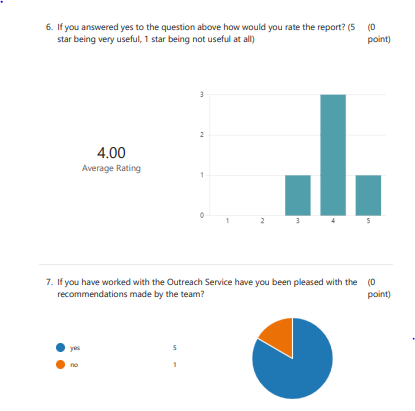 6. If you answered yes to the question above how would you rate the report? (5 (0
star being very useful, 1 star being not useful at all) point)
3
2
1
0
4.00
Average Rating
1 2 3 4 5
7. If you have worked with the Outreach Service have you been pleased with the (0
recommendations made by the team? point)
yes 5
no 1